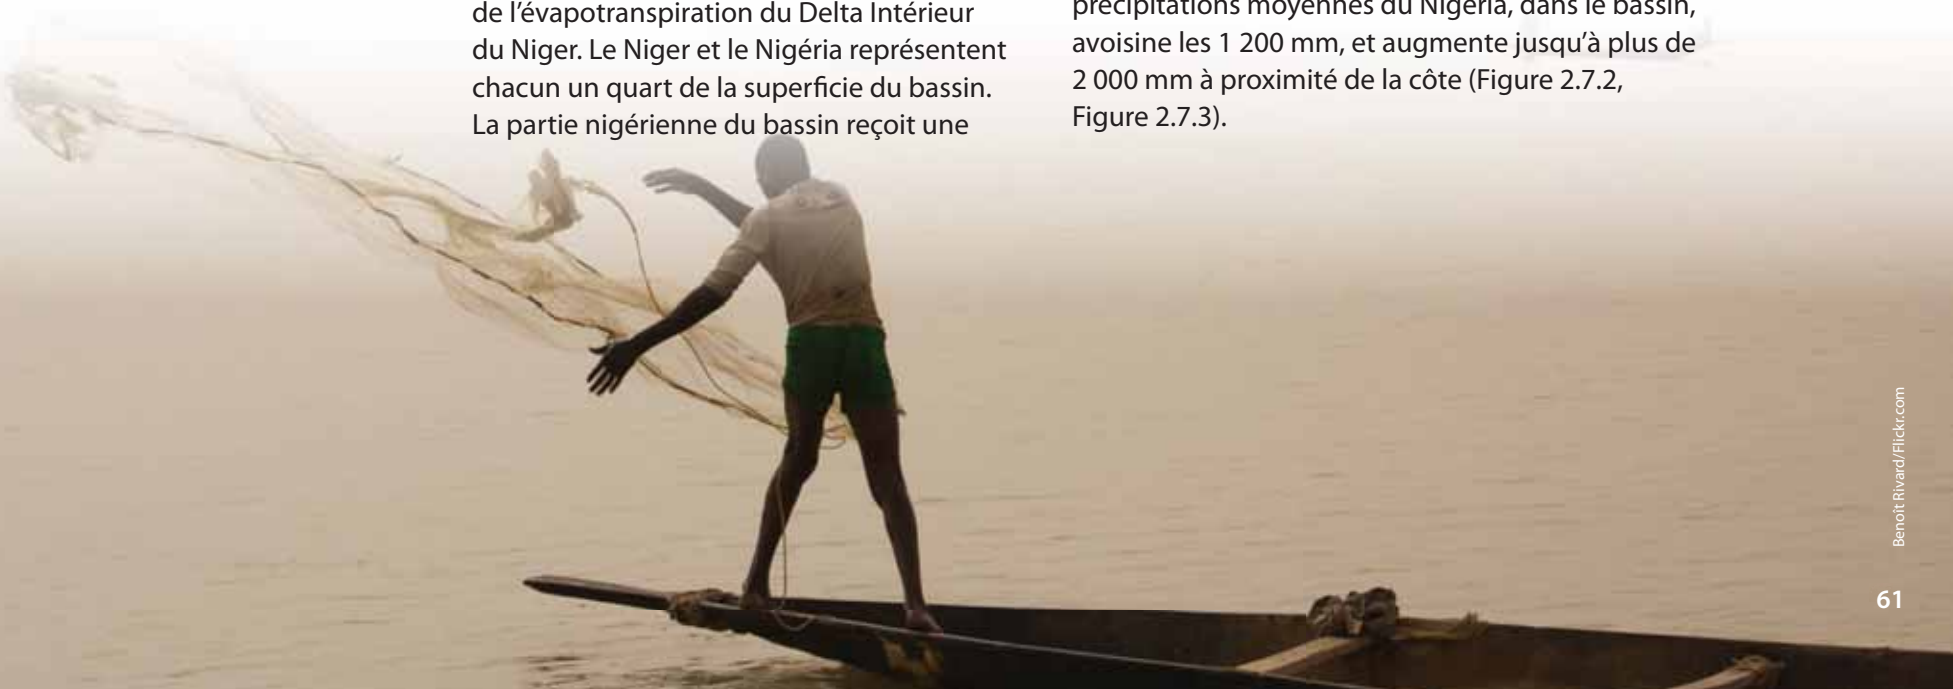 de l'évapotranspiration du Delta Intérieur
du Niger. Le Niger et le Nigéria représentent
chacun un quart de la superficie du bassin.
La partie nigérienne du bassin reçoit une
précipitations moyennes du Nigéria, dans le bassin,
avoisine les 1 200 mm, et augmente jusqu'à plus de
2 000 mm à proximité de la côte (Figure 2.7.2,
Figure 2.7.3).
Benoît Rivard/Flickr.com
61